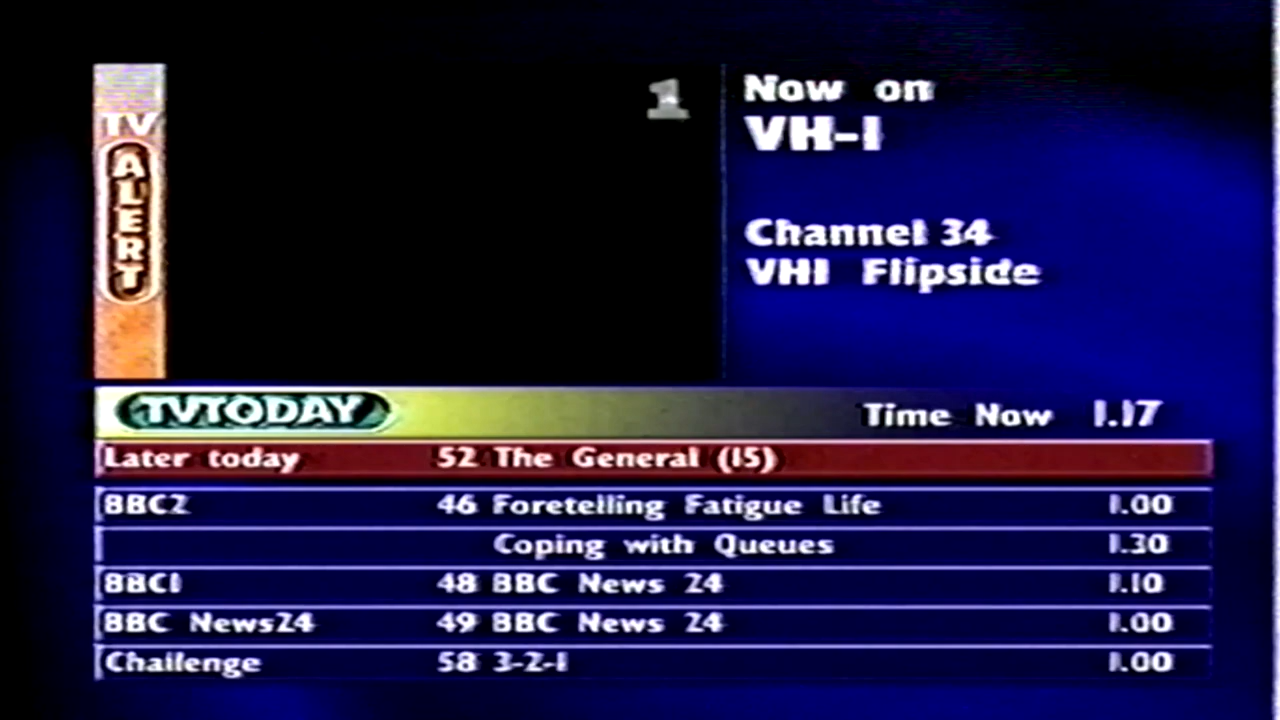 TV
ALERT
1
Now on
VH-1
Channel 34
VH1 Flipside
TVTODAY
Time Now 1.17
Later today 52 The General (15)
BBC2 46 Foretelling Fatigue Life 1.00
Coping with Queues 1.30
BBC1 48 BBC News 24 1.10
BBC News24 49 BBC News 24 1.00
Challenge 58 3-2-1 1.00